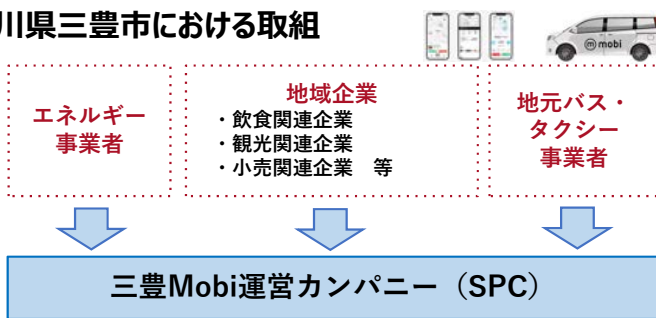 川県三豊市における取組
mobi
エネルギー
事業者
地域企業
・飲食関連企業
・観光関連企業
・小売関連企業 等
地元バス・
タクシー
事業者
三豊Mobi運営カンパニー（SPC）